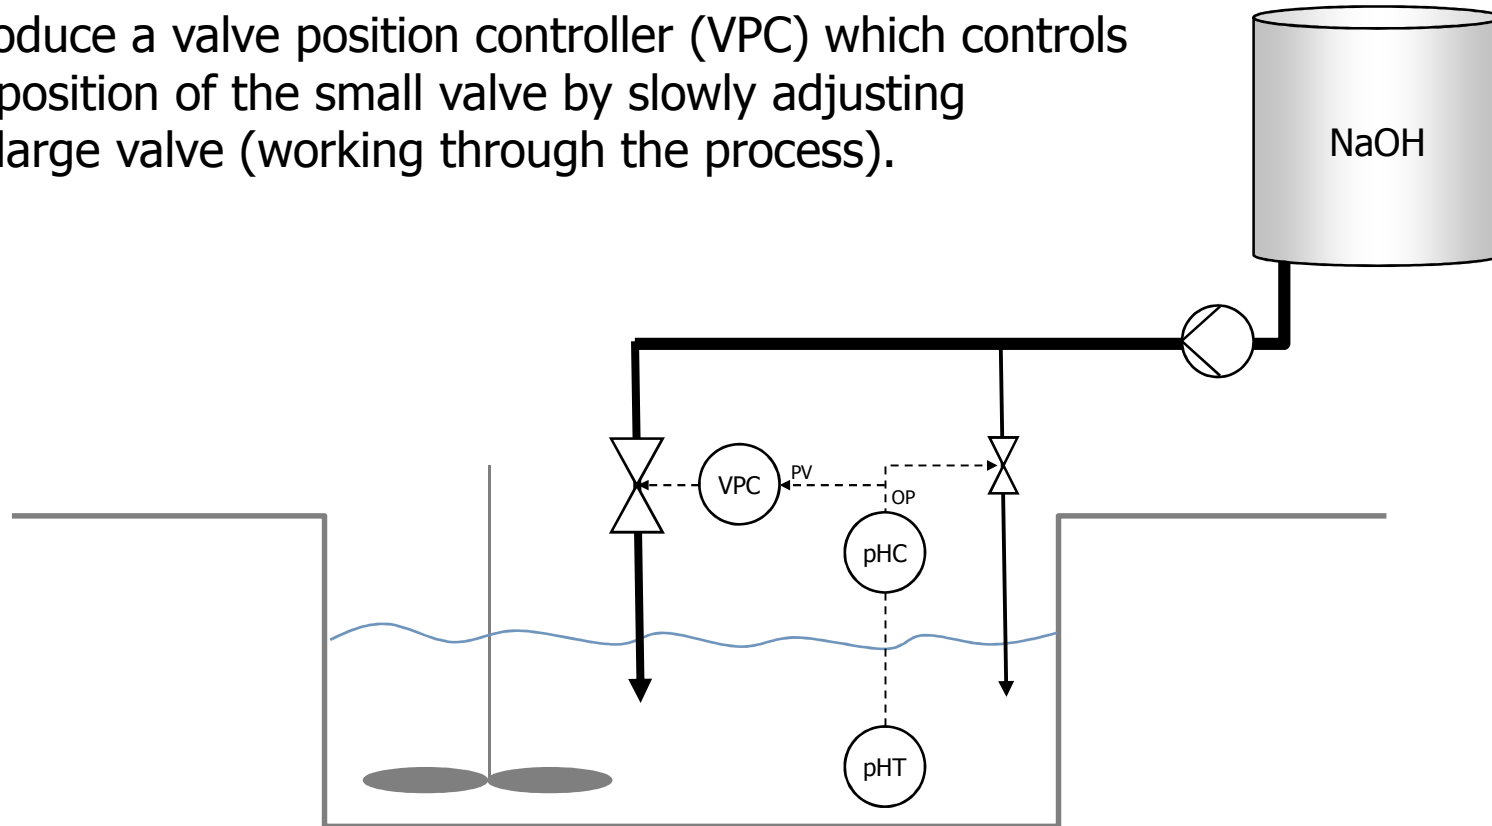 oduce a valve position controller (VPC) which controls
position of the small valve by slowly adjusting
large valve (working through the process).
NaOH
VPC
PV
OP
pHC
pHT